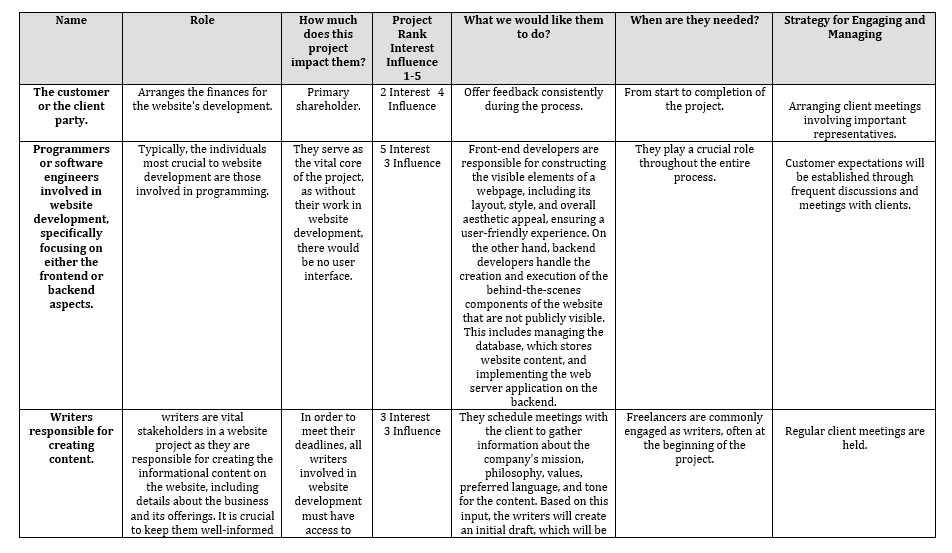 Name
Role
How much
does this
project
impact them?
Project
Rank
Interest
Influence
1-5
What we would like them
to do?
When are they needed?
Strategy for Engaging and
Managing
The customer
or the client
party.
Arranges the finances for
the website's development.
Primary
shareholder.
2 Interest 4
Influence
Offer feedback consistently
during the process.
From start to completion of
the project.
Arranging client meetings
involving important
representatives.
Programmers
or software
engineers
involved in
website
development,
specifically
focusing on
either the
frontend or
backend
aspects.
Typically, the individuals
most crucial to website
development are those
involved in programming.
They serve as
the vital core
of the project,
as without
their work in
website
development,
there would
be no user
interface.
5 Interest
3 Influence
Front-end developers are
responsible for constructing
the visible elements of a
webpage, including its
layout, style, and overall
aesthetic appeal, ensuring a
user-friendly experience. On
the other hand, backend
developers handle the
creation and execution of the
behind-the-scenes
components of the website
that are not publicly visible.
This includes managing the
database, which stores
website content, and
implementing the web
server application on the
backend.
They play a crucial role
throughout the entire
process.
Customer expectations will
be established through
frequent discussions and
meetings with clients.
Writers
responsible for
creating
content.
writers are vital
stakeholders in a website
project as they are
responsible for creating the
informational content on
the website, including
details about the business
and its offerings. It is crucial
to keep them well-informed
In order to
meet their
deadlines, all
writers
involved in
website
development
must have
access to
3 Interest
3 Influence
They schedule meetings with
the client to gather
information about the
company's mission,
philosophy, values,
preferred language, and tone
for the content. Based on this
input, the writers will create
an initial draft, which will be
Freelancers are commonly
engaged as writers, often at
the beginning of the
project.
Regular client meetings are
held.